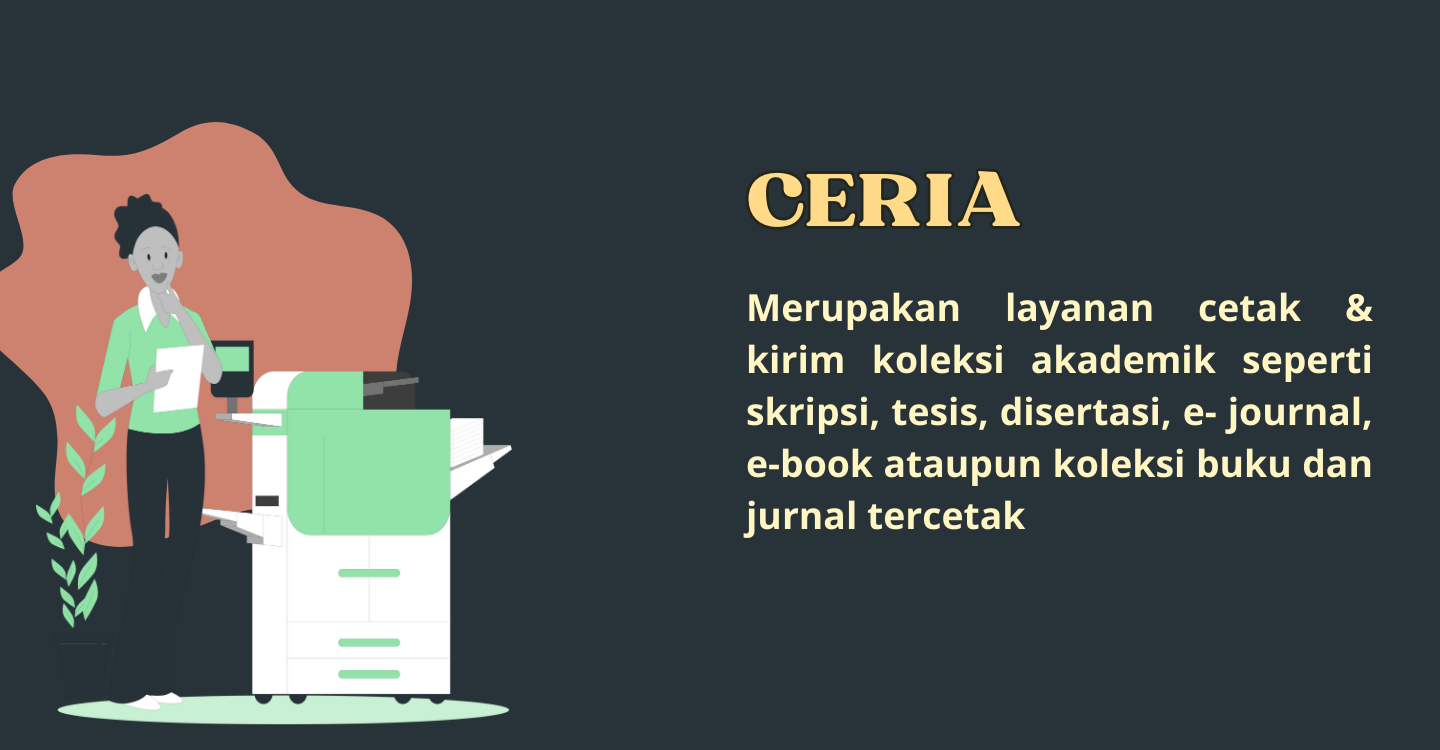 CERIA
Merupakan layanan cetak &
kirim koleksi akademik seperti
skripsi, tesis, disertasi, e- journal,
e-book ataupun koleksi buku dan
jurnal tercetak